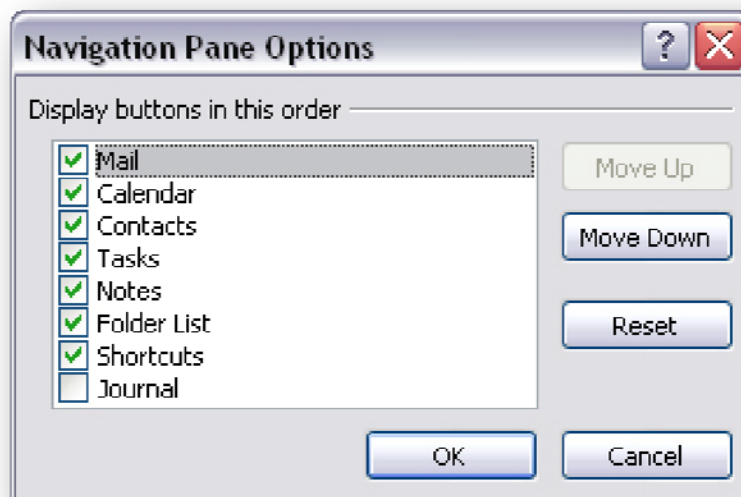 Navigation Pane Options
?
Display buttons in this order
Mail
Move Up
Calendar
Contacts
Move Down
Tasks
Notes
Folder List
Reset
Shortcuts
Journal
OK
Cancel